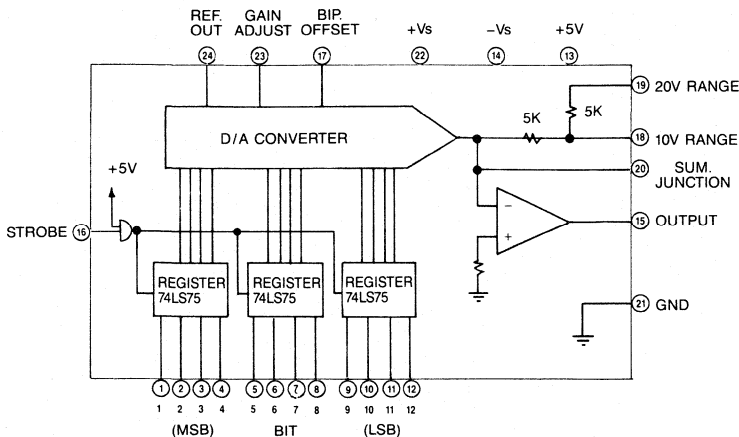 REF. OUT
GAIN ADJUST
BIP. OFFSET
+Vs
−Vs
+5V
24
23
17
22
14
13
19 20V RANGE
5K
5K
D/A CONVERTER
18 10V RANGE
+5V
20 SUM. JUNCTION
−
STROBE 16
15 OUTPUT
+
REGISTER 74LS75
REGISTER 74LS75
REGISTER 74LS75
21 GND
1 2 3 4 5 6 7 8 9 10 11 12
1 2 3 4 5 6 7 8 9 10 11 12
(MSB) BIT (LSB)